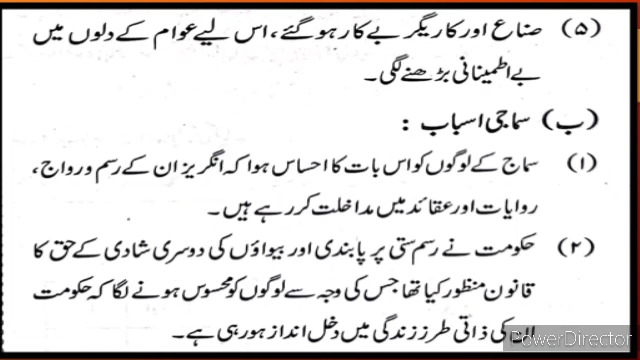 (۵) صناع اور کاریگر بے کار ہوگئے، اس لیے عوام کے دلوں میں
بے اطمینانی بڑھنے لگی۔
(ب) سماجی اسباب :
(۱) سماج کے لوگوں کو اس بات کا احساس ہوا کہ انگریز ان کے رسم و رواج،
روایات اور عقائد میں مداخلت کر رہے ہیں۔
(۲) حکومت نے رسم ستی پر پابندی اور بیواؤں کی دوسری شادی کے حق کا
قانون منظور کیا تھا جس کی وجہ سے لوگوں کو محسوس ہونے لگا کہ حکومت
ان کی ذاتی طرز زندگی میں دخل انداز ہو رہی ہے۔
PowerDirector